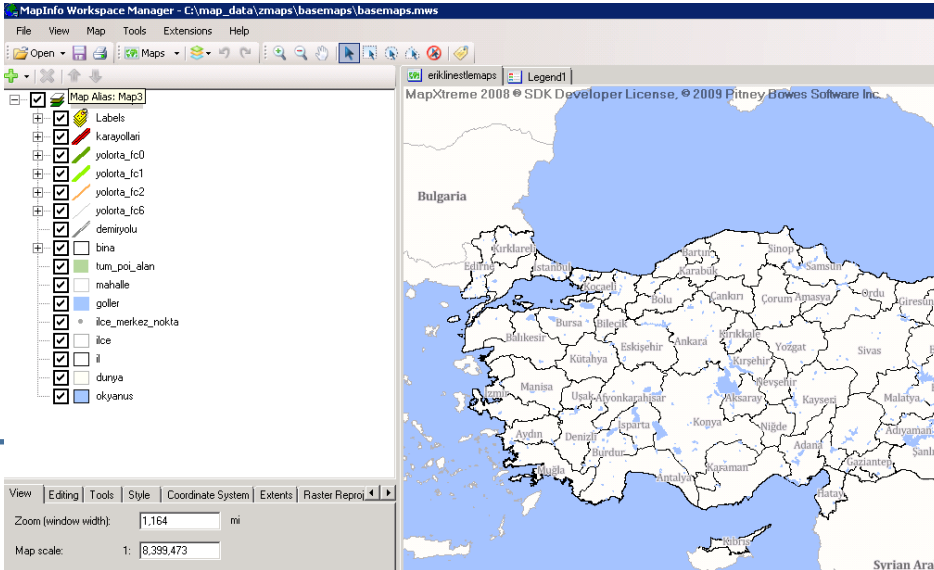 MapInfo Workspace Manager - C:\map_data\zmaps\basemaps\basemaps.mws
File View Map Tools Extensions Help
Open Maps
eriklinestlemaps Legend1
Map Alias: Map3
Labels
karayollari
yolorta_fc0
yolorta_fc1
yolorta_fc2
yolorta_fc6
demiryolu
bina
tum_poi_alan
mahalle
goller
ilce_merkez_nokta
ilce
il
dunya
okyanus
View Editing Tools Style Coordinate System Extents Raster Reproj
Zoom (window width): 1,164 mi
Map scale: 1: 8,399,473
MapXtreme 2008 ® SDK Developer License, © 2009 Pitney Bowes Software Inc.
Bulgaria
Kırklareli
Edirne İstanbul
Bartın Sinop
Karabük Samsun
Kocaeli
Bolu Çankırı Çorum Amasya Ordu Giresun
Bursa Bilecik Kırıkkale
Balıkesir Eskişehir Ankara Yozgat Sivas
Kütahya Kırşehir
Manisa Nevşehir
İzmir Uşak Afyonkarahisar Aksaray Kayseri Malatya
Isparta Konya Niğde Adıyaman
Aydın Denizli Adana
Burdur Gaziantep Şanlı
Muğla Antalya Karaman
Hatay
Kıbrıs
Syrian Ara